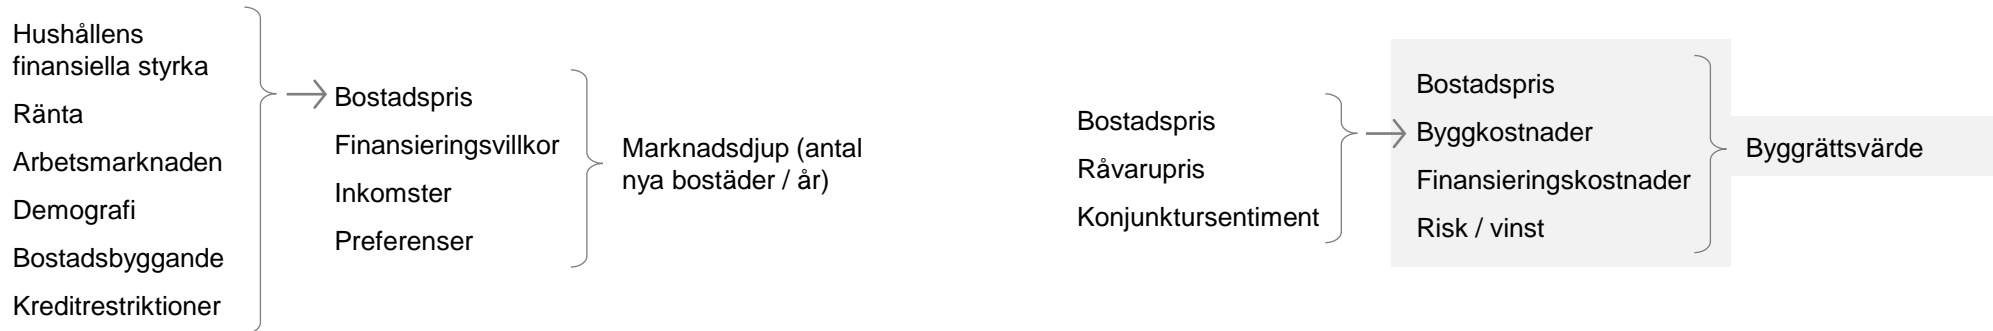 Hushållens
finansiella styrka
Ränta
Arbetsmarknaden
Demografi
Bostadsbyggande
Kreditrestriktioner
Bostadspris
Finansieringsvillkor
Inkomster
Preferenser
Marknadsdjup (antal
nya bostäder / år)
Bostadspris
Råvarupris
Konjunktursentiment
Bostadspris
Byggkostnader
Finansieringskostnader
Risk / vinst
Byggrättsvärde